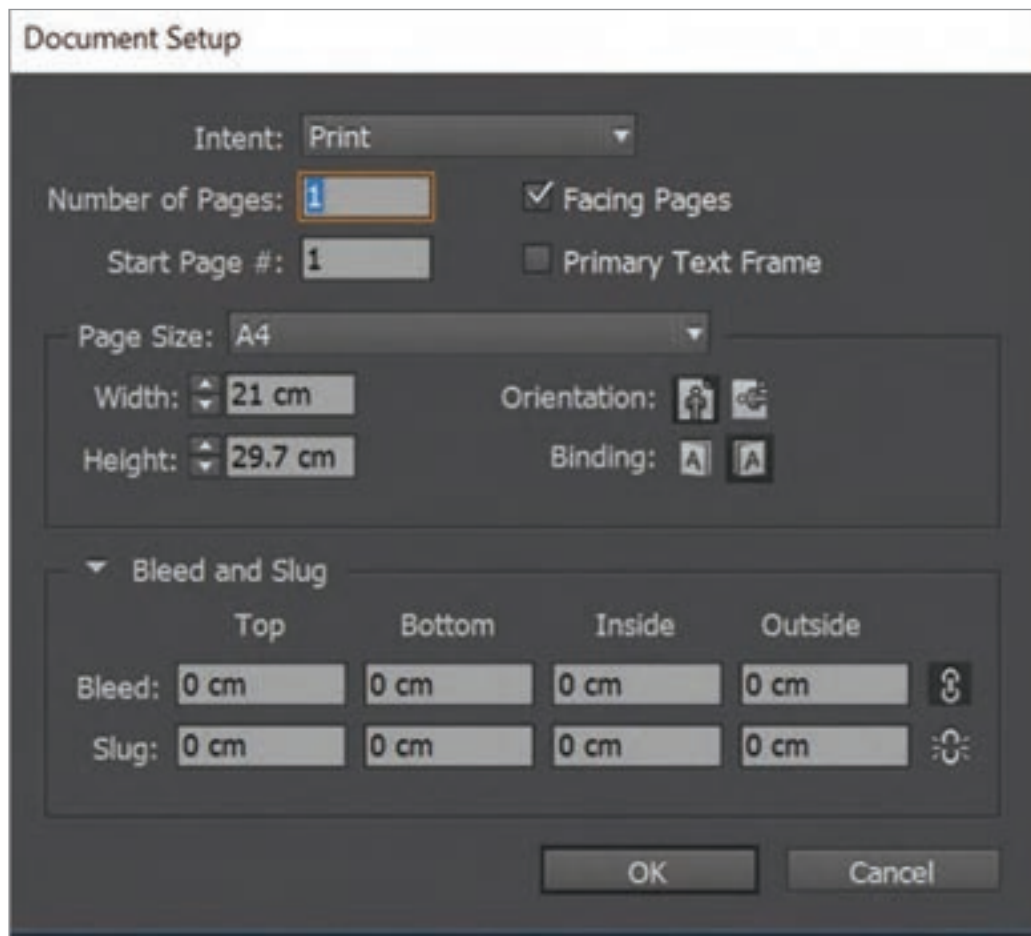 Document Setup
Intent: Print
Number of Pages: 1 Facing Pages
Start Page #: 1 Primary Text Frame
Page Size: A4
Width: 21 cm Orientation:
Height: 29.7 cm Binding: A A
Bleed and Slug
Top Bottom Inside Outside
Bleed: 0 cm 0 cm 0 cm 0 cm
Slug: 0 cm 0 cm 0 cm 0 cm
OK Cancel